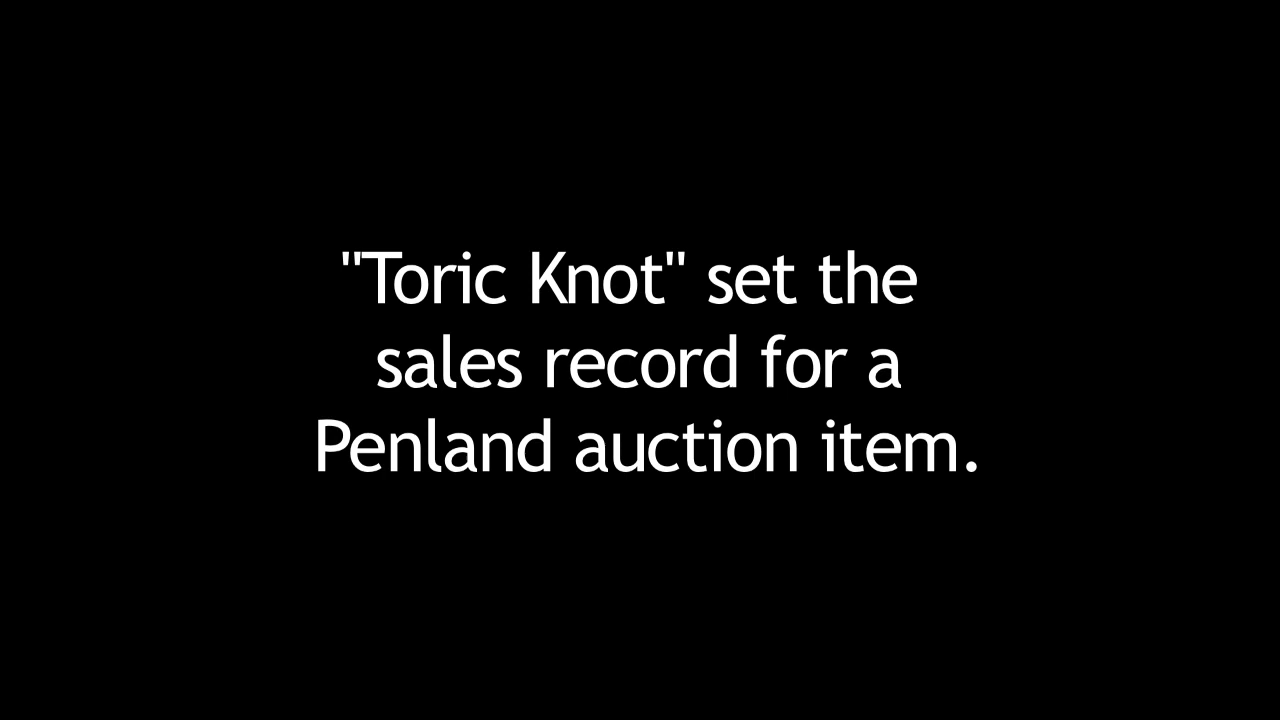 "Toric Knot" set the
sales record for a
Penland auction item.